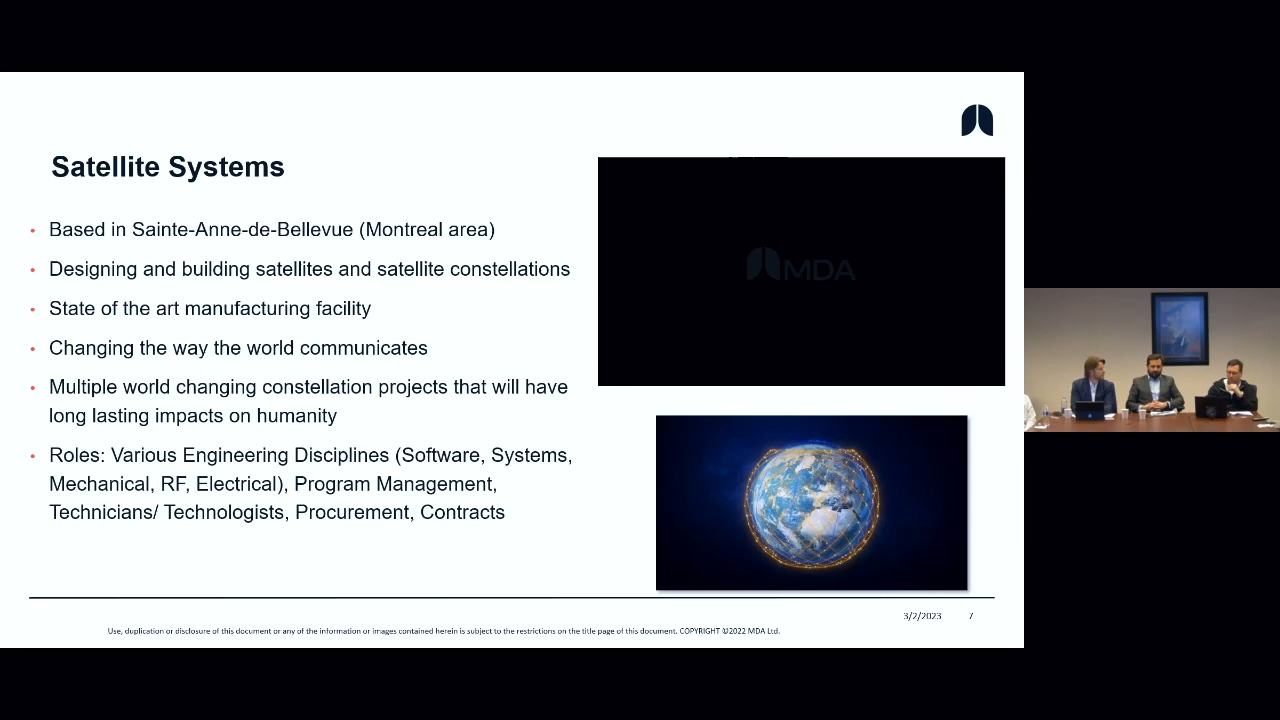 Satellite Systems
• Based in Sainte-Anne-de-Bellevue (Montreal area)
• Designing and building satellites and satellite constellations
• State of the art manufacturing facility
• Changing the way the world communicates
• Multiple world changing constellation projects that will have
long lasting impacts on humanity
• Roles: Various Engineering Disciplines (Software, Systems,
Mechanical, RF, Electrical), Program Management,
Technicians/ Technologists, Procurement, Contracts
MDA
3/2/2023 7
Use, duplication or disclosure of this document or any of the information or images contained herein is subject to the restrictions on the title page of this document. COPYRIGHT ©2022 MDA Ltd.